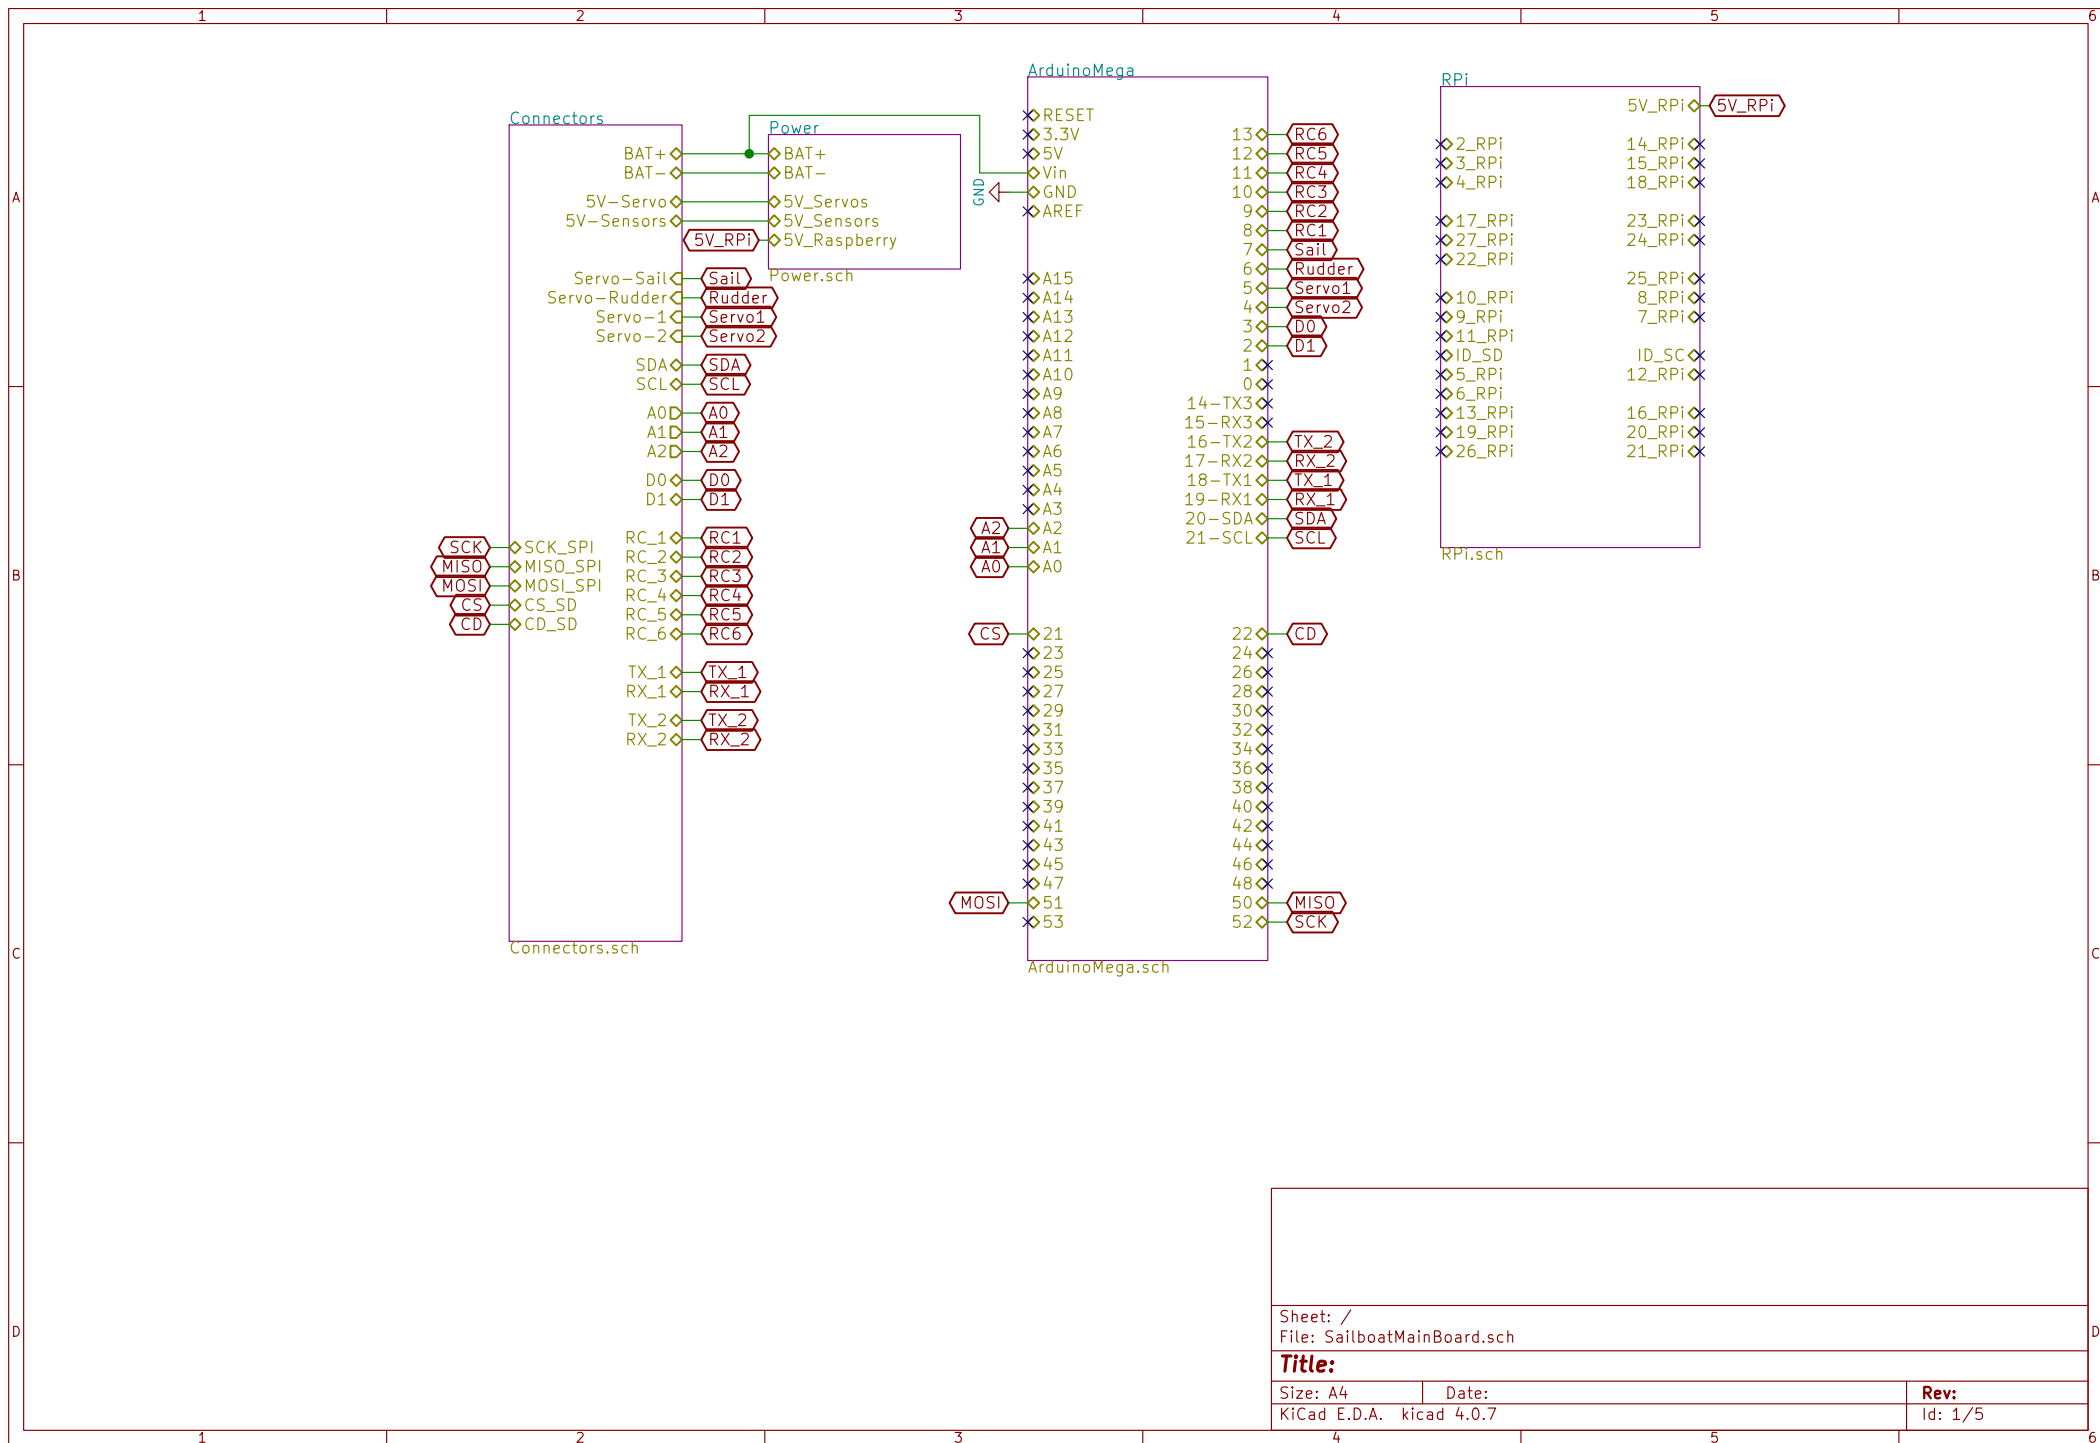 1 2 3 4 5 6
A
B
C
D
A
B
C
D
1 2 3 4 5 6
Connectors
BAT+
BAT-
5V-Servo
5V-Sensors
Servo-Sail Sail
Servo-Rudder Rudder
Servo-1 Servo1
Servo-2 Servo2
SDA SDA
SCL SCL
A0 A0
A1 A1
A2 A2
D0 D0
D1 D1
RC_1 RC1
SCK SCK_SPI
RC_2 RC2
MISO MISO_SPI
RC_3 RC3
MOSI MOSI_SPI
RC_4 RC4
CS CS_SD
RC_5 RC5
CD CD_SD
RC_6 RC6
TX_1 TX_1
RX_1 RX_1
TX_2 TX_2
RX_2 RX_2
Connectors.sch
Power
BAT+
BAT-
5V_Servos
5V_Sensors
5V_RPi 5V_Raspberry
Power.sch
ArduinoMega
RESET
3.3V 13 RC6
5V 12 RC5
Vin 11 RC4
GND GND 10 RC3
AREF 9 RC2
8 RC1
7 Sail
6 Rudder
A15 5 Servo1
A14 4 Servo2
A13 3 D0
A12 2 D1
A11 1
A10 0
A9 14-TX3
A8 15-RX3
A7 16-TX2 TX_2
A6 17-RX2 RX_2
A5 18-TX1 TX_1
A4 19-RX1 RX_1
A3 20-SDA SDA
A2 A2 21-SCL SCL
A1 A1
A0 A0
CS 21 22 CD
23 24
25 26
27 28
29 30
31 32
33 34
35 36
37 38
39 40
41 42
43 44
45 46
47 48
MOSI 51 50 MISO
53 52 SCK
ArduinoMega.sch
RPi
5V_RPi 5V_RPi
2_RPi 14_RPi
3_RPi 15_RPi
4_RPi 18_RPi
17_RPi 23_RPi
27_RPi 24_RPi
22_RPi
25_RPi
10_RPi 8_RPi
9_RPi 7_RPi
11_RPi
ID_SD ID_SC
5_RPi 12_RPi
6_RPi
13_RPi 16_RPi
19_RPi 20_RPi
26_RPi 21_RPi
RPi.sch
Sheet: /
File: SailboatMainBoard.sch
Title:
Size: A4 Date: Rev:
KiCad E.D.A. kicad 4.0.7 Id: 1/5